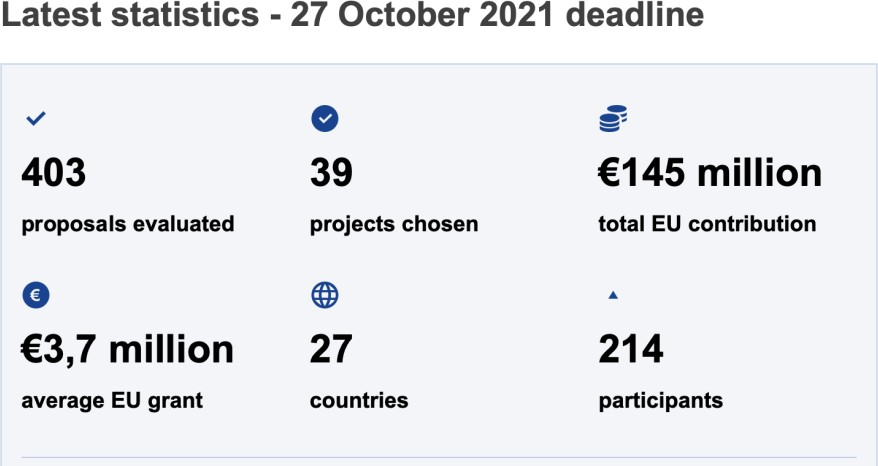 Latest statistics - 27 October 2021 deadline
403
proposals evaluated
39
projects chosen
€145 million
total EU contribution
€
€3,7 million
average EU grant
27
countries
214
participants